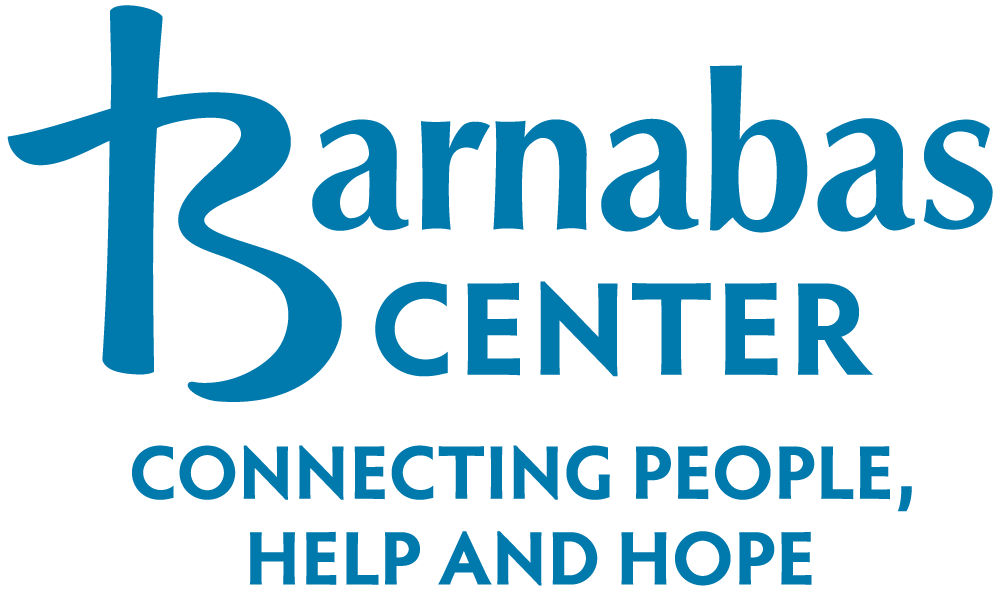 Barnabas
CENTER
CONNECTING PEOPLE,
HELP AND HOPE